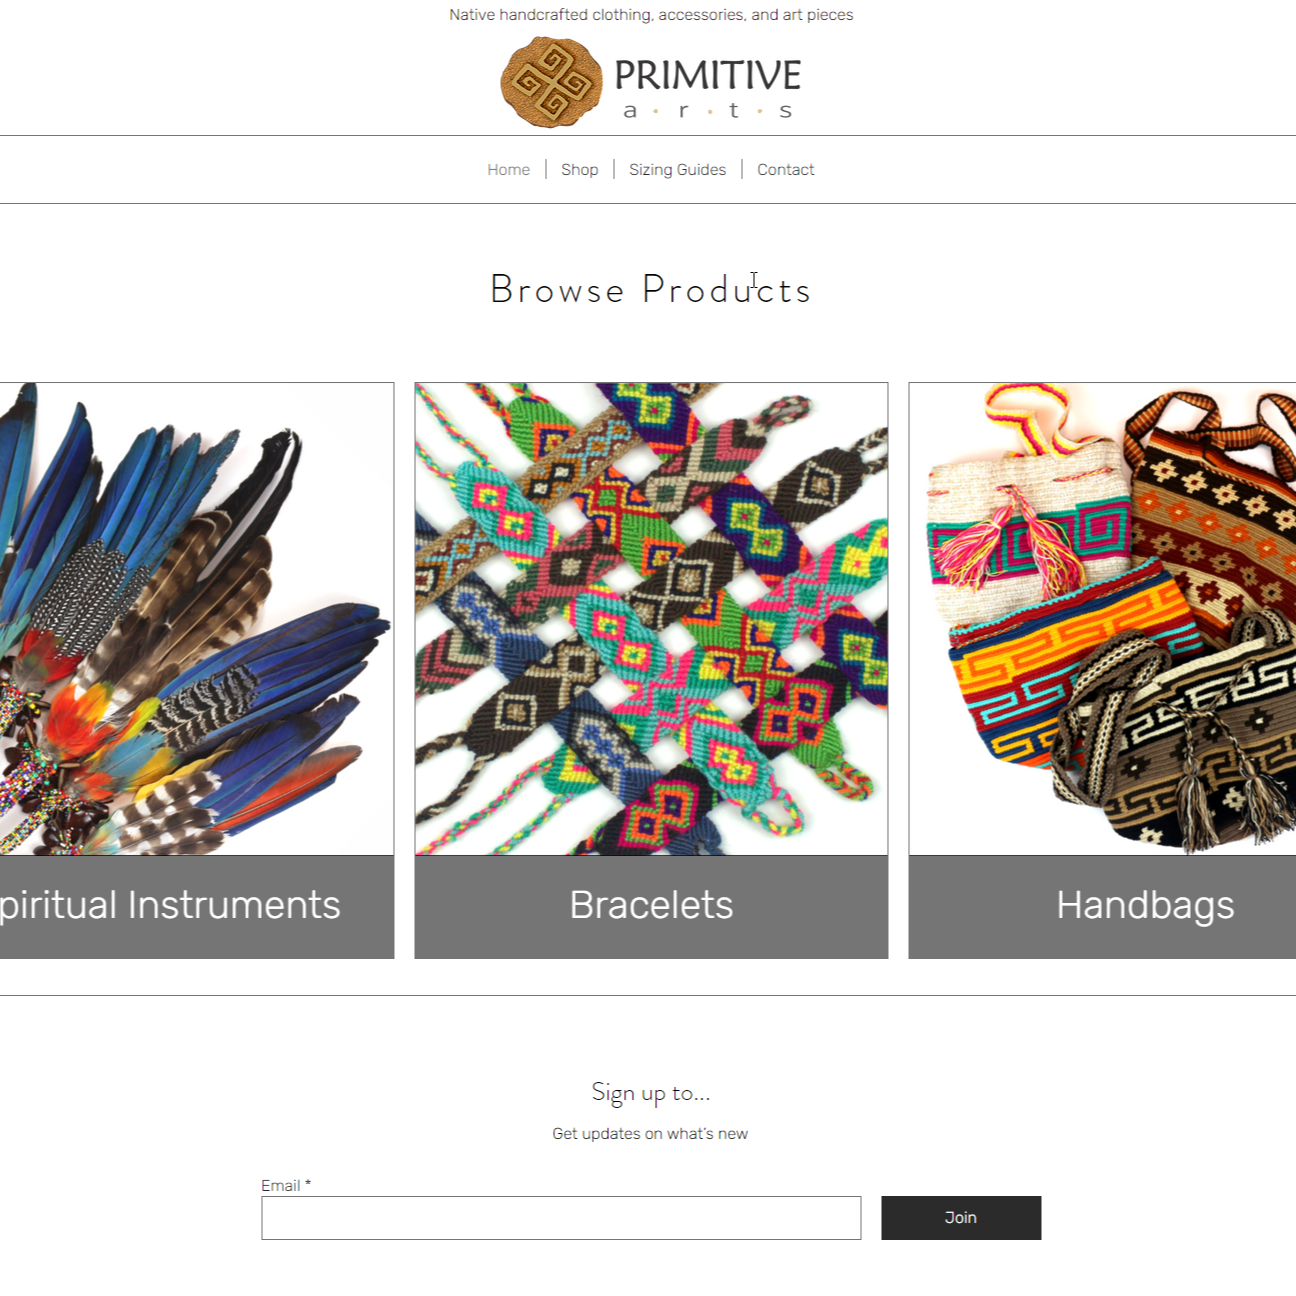 Native handcrafted clothing, accessories, and art pieces
PRIMITIVE
a · r · t · s
Home
Shop
Sizing Guides
Contact
Browse Products
piritual Instruments
Bracelets
Handbags
Sign up to...
Get updates on what's new
Email *
Join